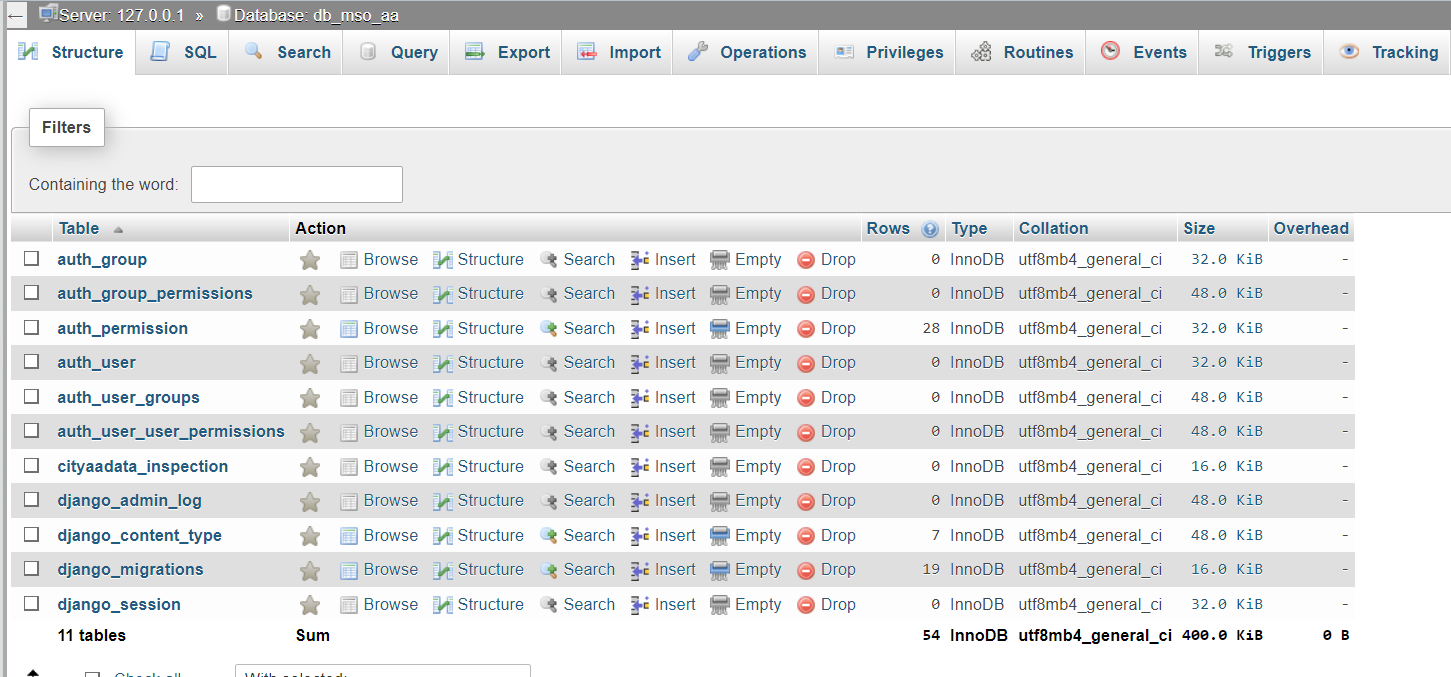 ← Server: 127.0.0.1 » Database: db_mso_aa
Structure SQL Search Query Export Import Operations Privileges Routines Events Triggers Tracking
Filters
Containing the word:
Table Action Rows Type Collation Size Overhead
auth_group Browse Structure Search Insert Empty Drop 0 InnoDB utf8mb4_general_ci 32.0 KiB -
auth_group_permissions Browse Structure Search Insert Empty Drop 0 InnoDB utf8mb4_general_ci 48.0 KiB -
auth_permission Browse Structure Search Insert Empty Drop 28 InnoDB utf8mb4_general_ci 32.0 KiB -
auth_user Browse Structure Search Insert Empty Drop 0 InnoDB utf8mb4_general_ci 32.0 KiB -
auth_user_groups Browse Structure Search Insert Empty Drop 0 InnoDB utf8mb4_general_ci 48.0 KiB -
auth_user_user_permissions Browse Structure Search Insert Empty Drop 0 InnoDB utf8mb4_general_ci 48.0 KiB -
cityaadata_inspection Browse Structure Search Insert Empty Drop 0 InnoDB utf8mb4_general_ci 16.0 KiB -
django_admin_log Browse Structure Search Insert Empty Drop 0 InnoDB utf8mb4_general_ci 48.0 KiB -
django_content_type Browse Structure Search Insert Empty Drop 7 InnoDB utf8mb4_general_ci 48.0 KiB -
django_migrations Browse Structure Search Insert Empty Drop 19 InnoDB utf8mb4_general_ci 16.0 KiB -
django_session Browse Structure Search Insert Empty Drop 0 InnoDB utf8mb4_general_ci 32.0 KiB -
11 tables Sum 54 InnoDB utf8mb4_general_ci 400.0 KiB 0 B
Check all With selected: